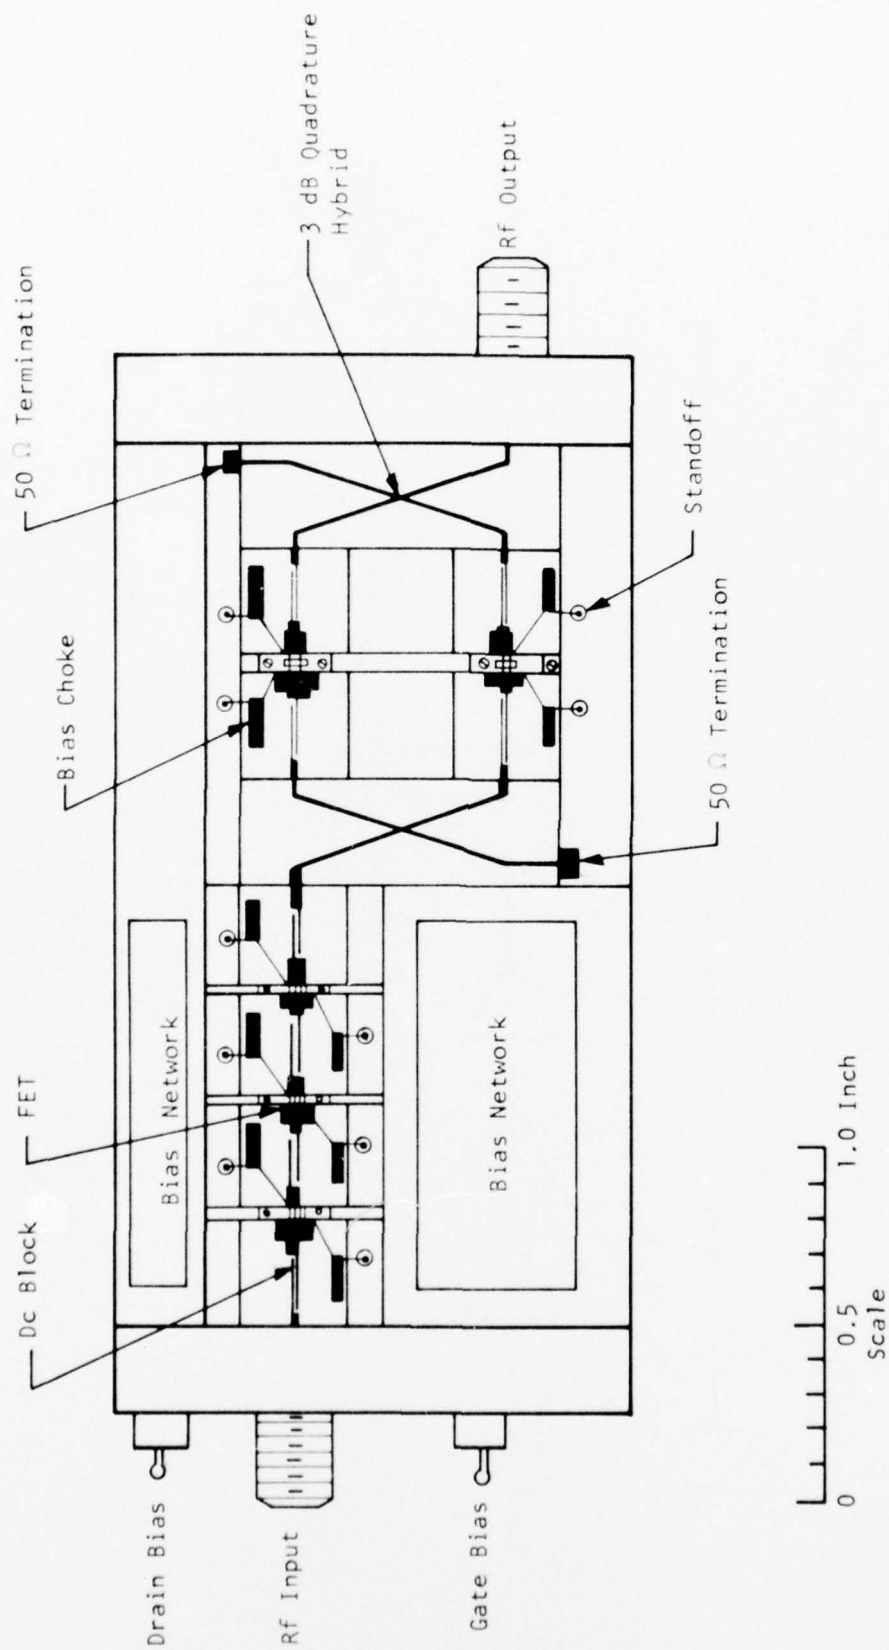 Drain Bias
Rf Input
Gate Bias
Dc Block
FET
Bias Choke
50 Ω Termination
3 dB Quadrature
Hybrid
Rf Output
Standoff
50 Ω Termination
Bias Network
Bias Network
0
0.5
1.0 Inch
Scale